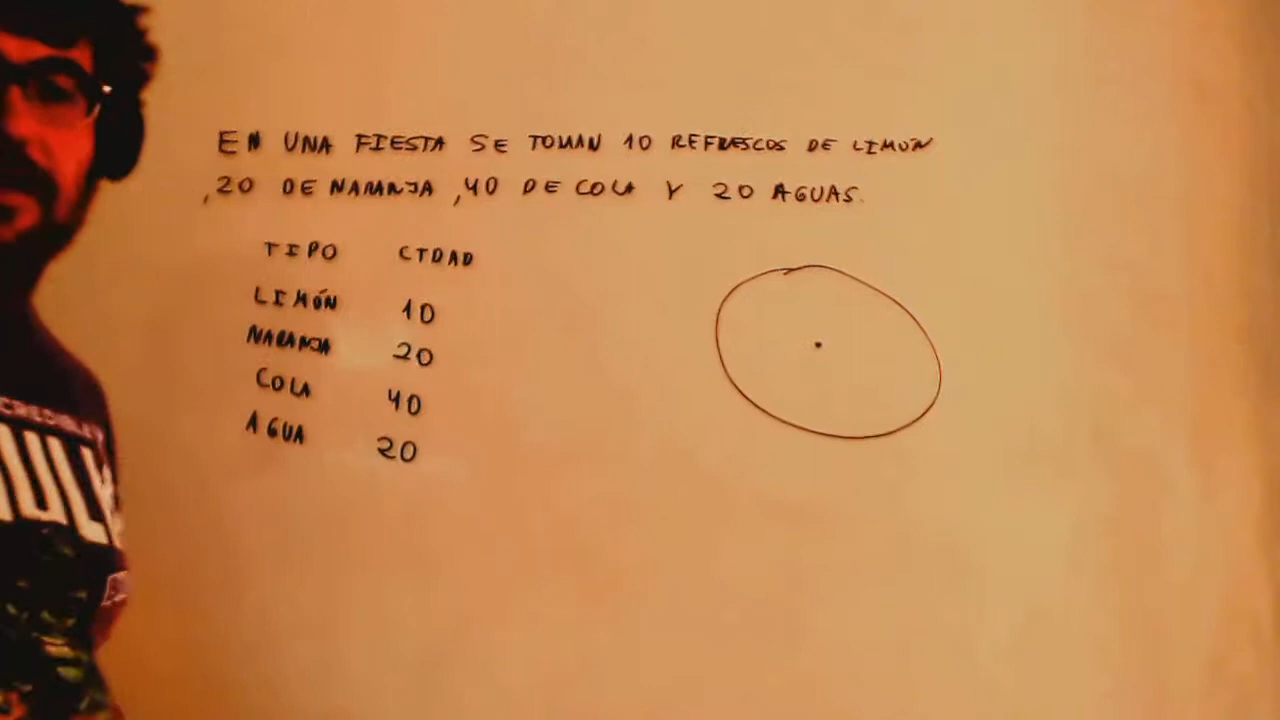 EN UNA FIESTA SE TOMAN 10 REFRESCOS DE LIMÓN
,20 DE NARANJA ,40 DE COLA Y 20 AGUAS.
TIPO CTDAD
LIMÓN 10
NARANJA 20
COLA 40
AGUA 20